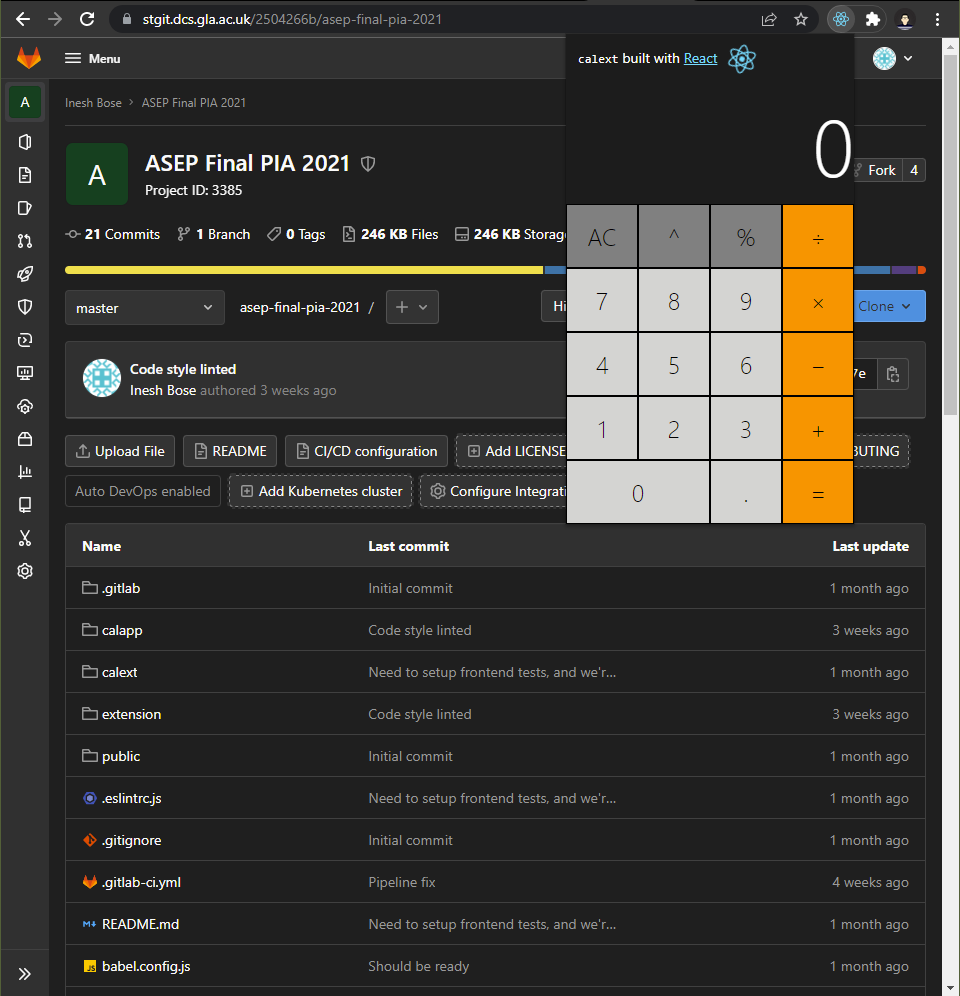 stgit.dcs.gla.ac.uk/2504266b/asep-final-pia-2021
Menu
calext built with React
A
Inesh Bose > ASEP Final PIA 2021
A
ASEP Final PIA 2021
Project ID: 3385
Fork 4
21 Commits 1 Branch 0 Tags 246 KB Files 246 KB Storag
master
asep-final-pia-2021 /
+
Clone
Code style linted
Inesh Bose authored 3 weeks ago
7e
Upload File README CI/CD configuration Add LICENSE BUTING
Auto DevOps enabled Add Kubernetes cluster Configure Integrati
0
AC ^ % ÷
7 8 9 ×
4 5 6 −
1 2 3 +
0 . =
Name Last commit Last update
.gitlab Initial commit 1 month ago
calapp Code style linted 3 weeks ago
calext Need to setup frontend tests, and we'r... 1 month ago
extension Code style linted 3 weeks ago
public Initial commit 1 month ago
.eslintrc.js Need to setup frontend tests, and we'r... 1 month ago
.gitignore Initial commit 1 month ago
.gitlab-ci.yml Pipeline fix 4 weeks ago
M↓ README.md Need to setup frontend tests, and we'r... 1 month ago
JS babel.config.js Should be ready 1 month ago